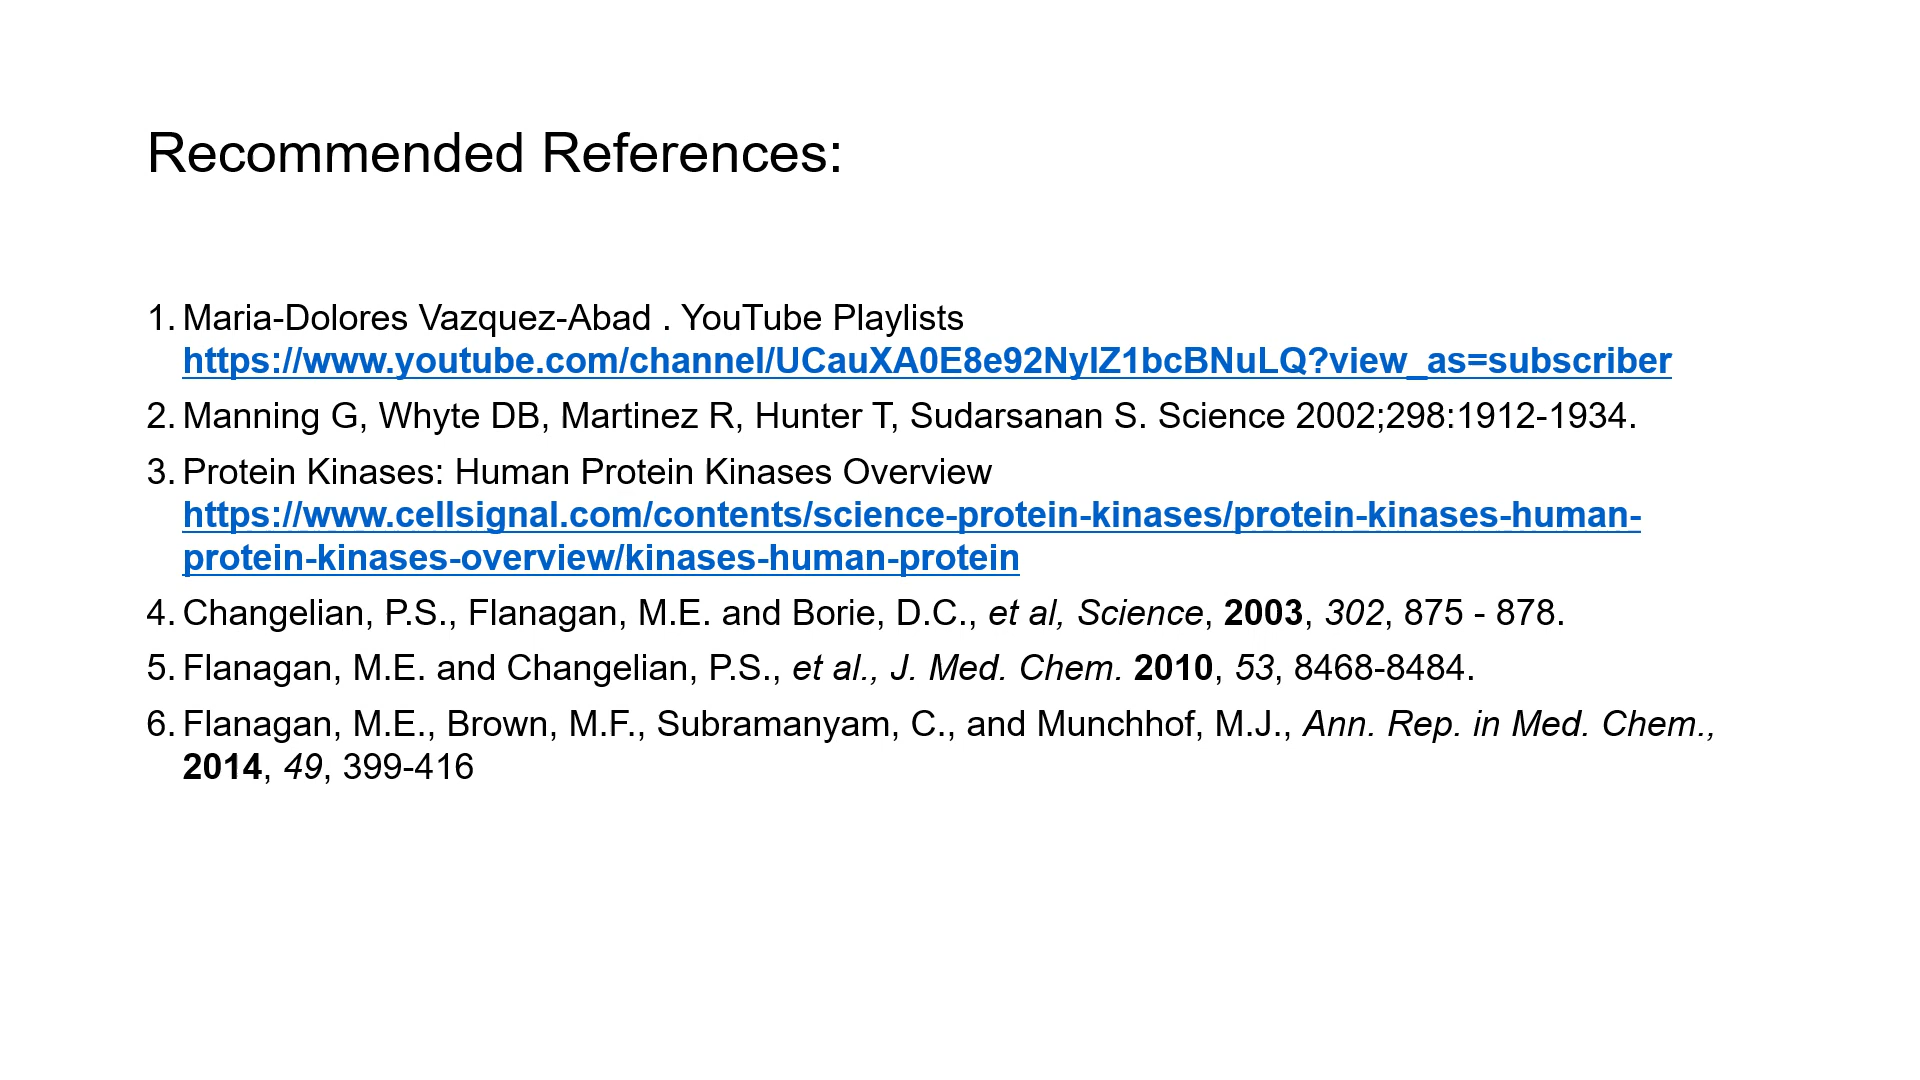 Recommended References:
1. Maria-Dolores Vazquez-Abad . YouTube Playlists
https://www.youtube.com/channel/UCauXA0E8e92NylZ1bcBNuLQ?view_as=subscriber
2. Manning G, Whyte DB, Martinez R, Hunter T, Sudarsanan S. Science 2002;298:1912-1934.
3. Protein Kinases: Human Protein Kinases Overview
https://www.cellsignal.com/contents/science-protein-kinases/protein-kinases-human-
protein-kinases-overview/kinases-human-protein
4. Changelian, P.S., Flanagan, M.E. and Borie, D.C., et al, Science, 2003, 302, 875 - 878.
5. Flanagan, M.E. and Changelian, P.S., et al., J. Med. Chem. 2010, 53, 8468-8484.
6. Flanagan, M.E., Brown, M.F., Subramanyam, C., and Munchhof, M.J., Ann. Rep. in Med. Chem.,
2014, 49, 399-416